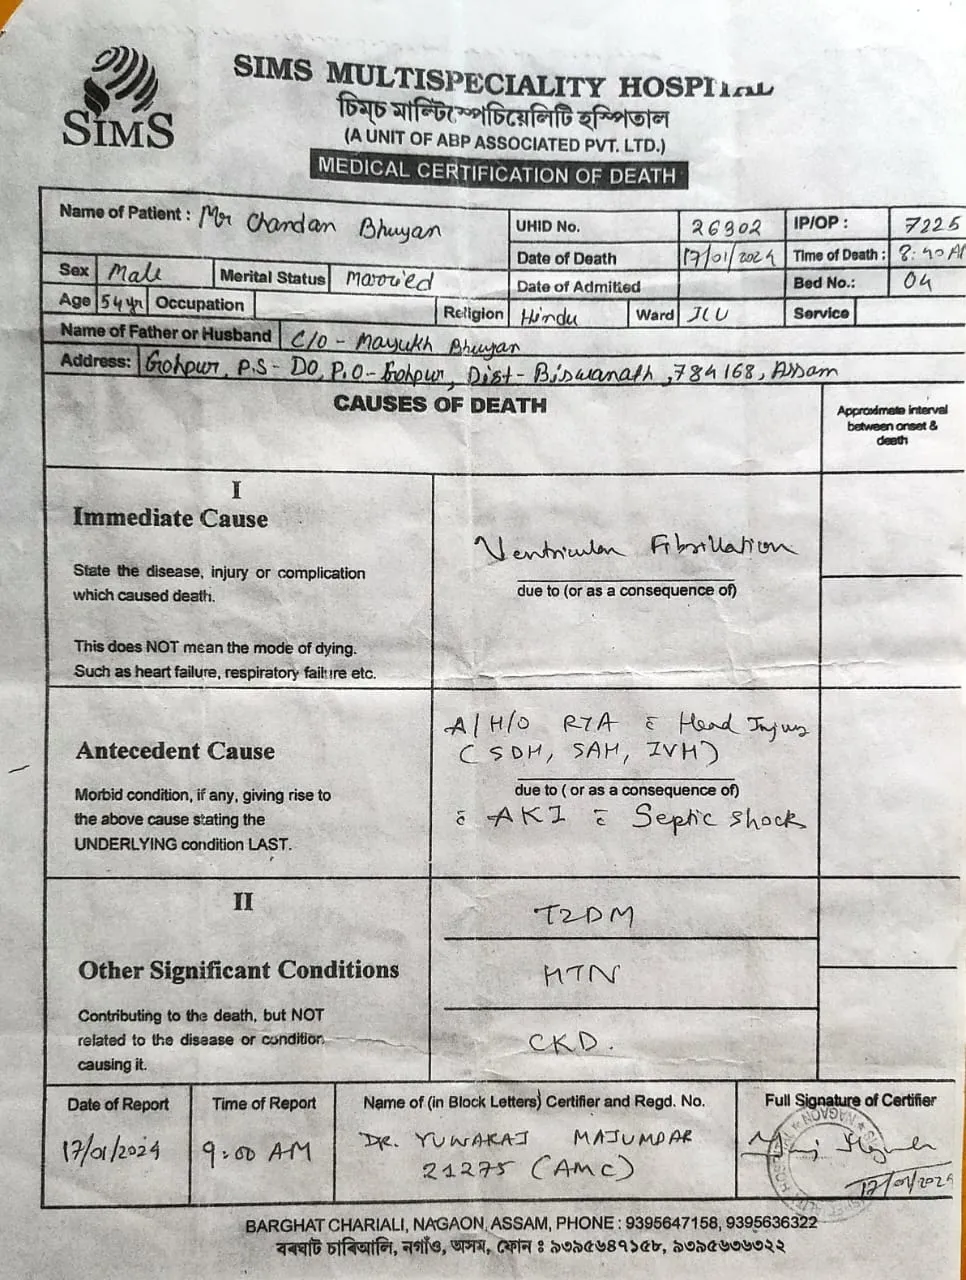 SIMS
SIMS MULTISPECIALITY HOSPITAL
চিম্‌চ মাল্টিস্পেচিয়েলিটি হস্পিতাল
(A UNIT OF ABP ASSOCIATED PVT. LTD.)
MEDICAL CERTIFICATION OF DEATH
Name of Patient : Mr Chandan Bhuyan
UHID No. 26902 IP/OP : 7225
Date of Death 17/01/2024 Time of Death : 8:40 A
Sex Male Merital Status Married
Date of Admitted Bed No.: 04
Age 54 yr Occupation Religion Hindu Ward ICU Service
Name of Father or Husband C/O - Mayukh Bhuyan
Address: Gohpur, P.S - DO, P.O - Gohpur, Dist - Biswanath, 784168, Assam
CAUSES OF DEATH
Approximate interval
between onset &
death
I
Immediate Cause
State the disease, injury or complication
which caused death.
This does NOT mean the mode of dying.
Such as heart failure, respiratory failure etc.
Ventricular Fibrillation
due to (or as a consequence of)
Antecedent Cause
Morbid condition, if any, giving rise to
the above cause stating the
UNDERLYING condition LAST.
A/H/O RTA c̄ Head Injury
(SDH, SAH, IVH)
due to ( or as a consequence of)
c̄ AKI c̄ Septic shock
II
Other Significant Conditions
Contributing to the death, but NOT
related to the disease or condition
causing it.
T2DM
HTN
CKD.
Date of Report
17/01/2024
Time of Report
9:00 AM
Name of (in Block Letters) Certifier and Regd. No.
DR. YUWARAJ MAJUMDAR
21275 (AMC)
Full Signature of Certifier
17/01/2024
BARGHAT CHARIALI, NAGAON, ASSAM, PHONE : 9395647158, 9395636322
বৰঘাট চাৰিআলি, নগাঁও, অসম, ফোন ঃ ৯৩৯৫৬৪৭১৫৮, ৯৩৯৫৬৩৬৩২২